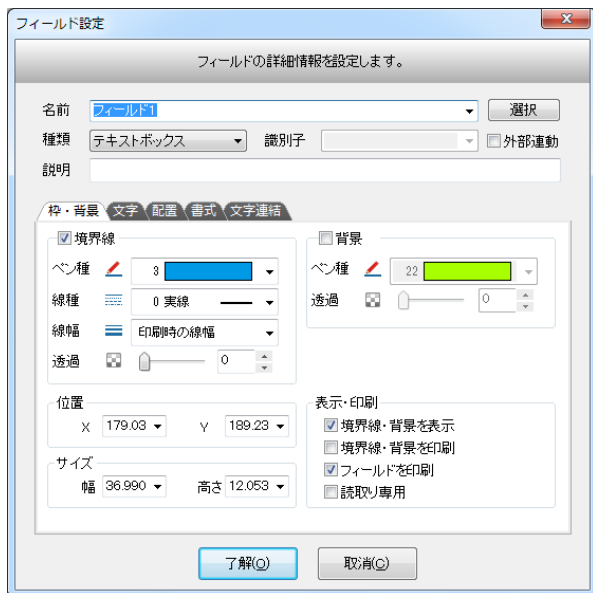 フィールド設定
フィールドの詳細情報を設定します。
名前 フィールド1 選択
種類 テキストボックス 識別子 外部連動
説明
枠・背景 文字 配置 書式 文字連結
境界線
ペン種 3
線種 0 実線
線幅 印刷時の線幅
透過 0
背景
ペン種 22
透過 0
位置
X 179.03 Y 189.23
サイズ
幅 36.990 高さ 12.053
表示・印刷
境界線・背景を表示
境界線・背景を印刷
フィールドを印刷
読取り専用
了解(O) 取消(C)